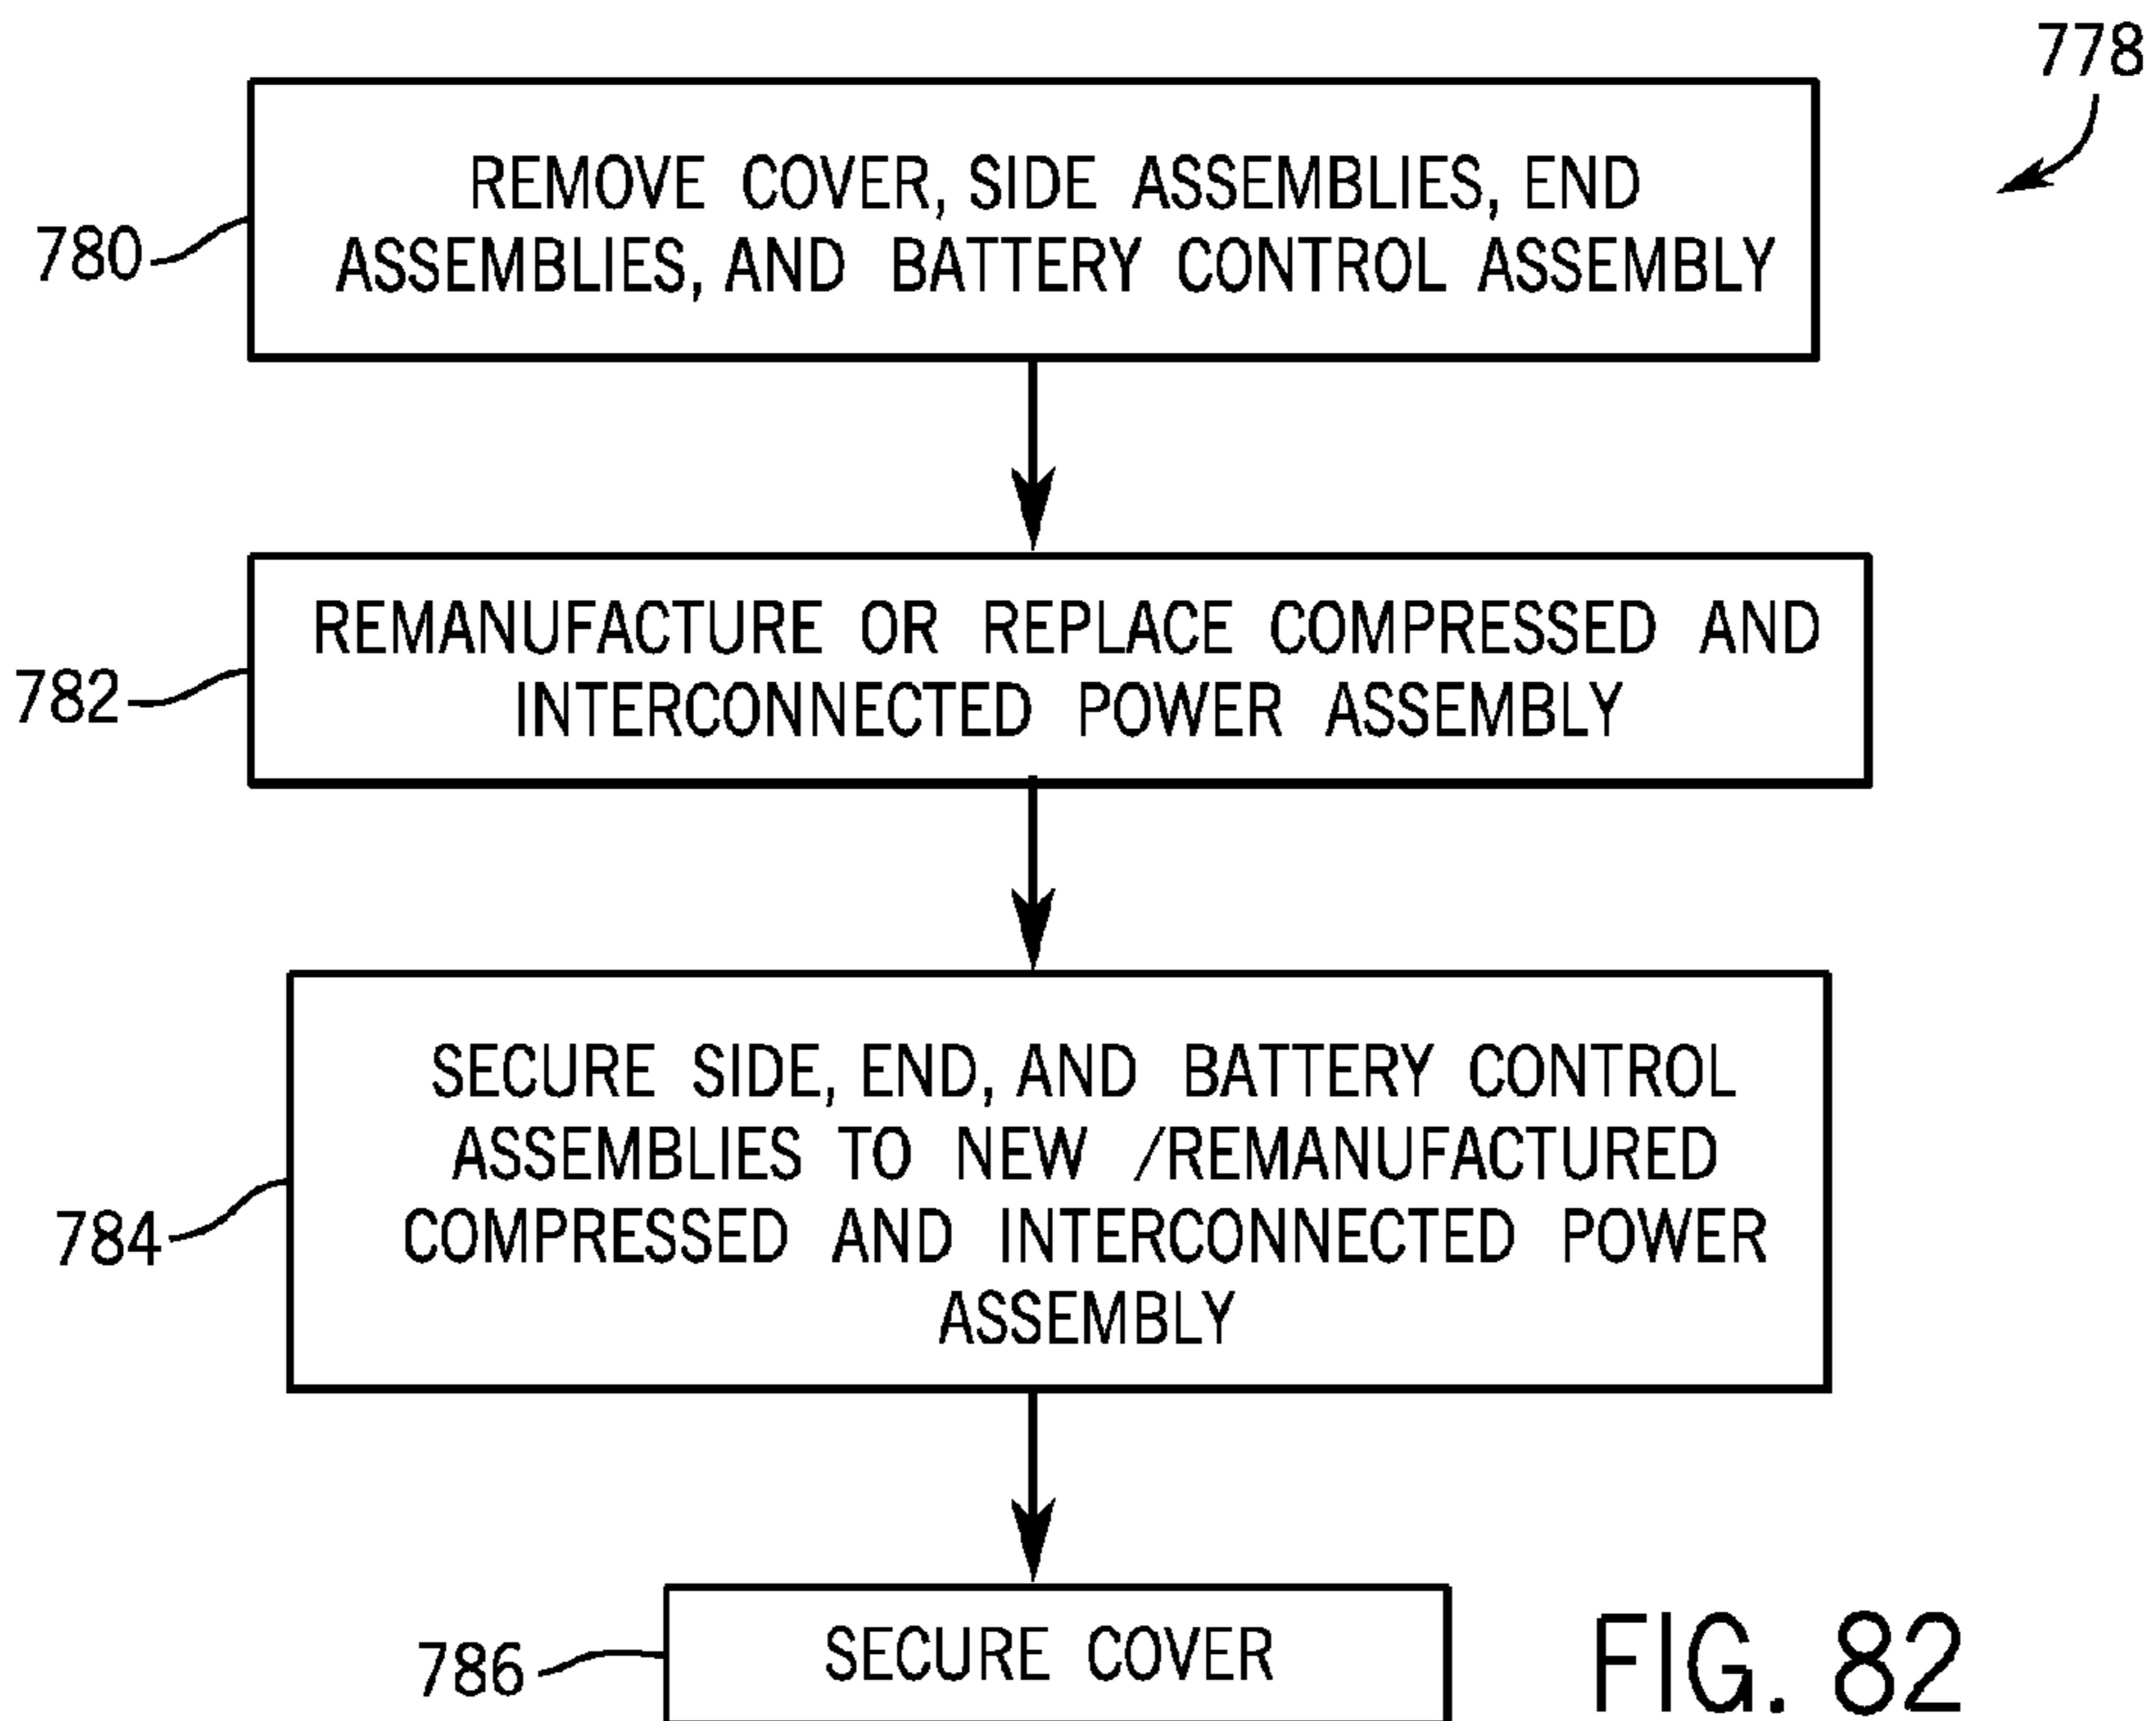 778
REMOVE COVER, SIDE ASSEMBLIES, END
ASSEMBLIES, AND BATTERY CONTROL ASSEMBLY
780
REMANUFACTURE OR REPLACE COMPRESSED AND
INTERCONNECTED POWER ASSEMBLY
782
SECURE SIDE, END, AND BATTERY CONTROL
ASSEMBLIES TO NEW /REMANUFACTURED
COMPRESSED AND INTERCONNECTED POWER
ASSEMBLY
784
SECURE COVER
786
FIG. 82